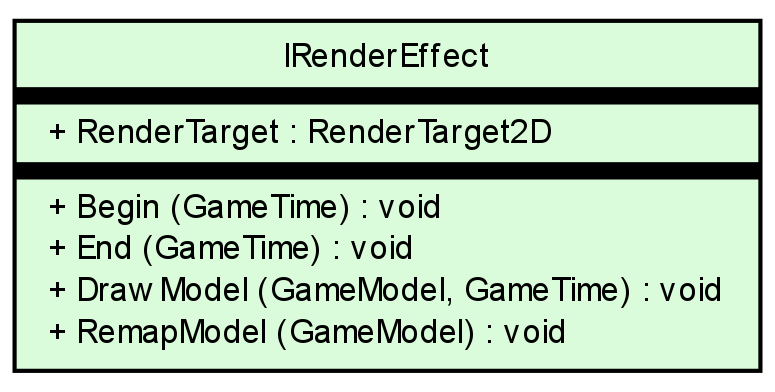 IRenderEffect
+ RenderTarget : RenderTarget2D
+ Begin (GameTime) : void
+ End (GameTime) : void
+ Draw Model (GameModel, GameTime) : void
+ RemapModel (GameModel) : void